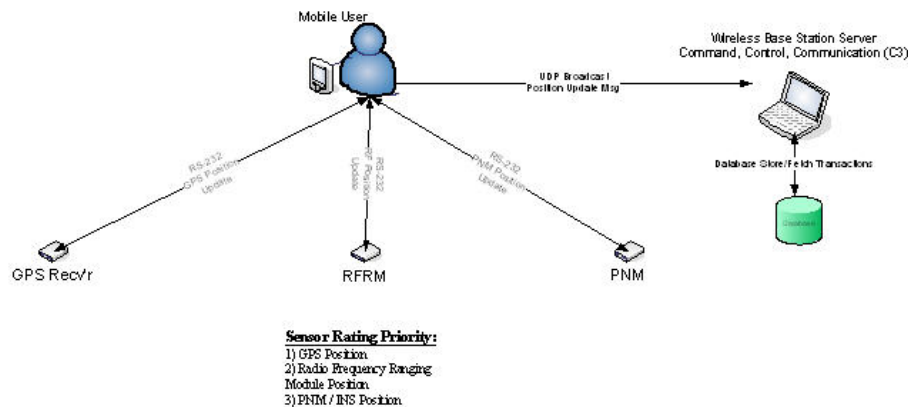 Mobile User
Wireless Base Station Server
Command, Control, Communication (C3)
UDP Broadcast
Position Update Msg
RS-232
GPS Position
Update
RS-232
RF Position
Update
RS-232
PNM Position
Update
Database Store/Fetch Transactions
Database
GPS Recv'r
RFRM
PNM
Sensor Rating Priority:
1) GPS Position
2) Radio Frequency Ranging
Module Position
3) PNM / INS Position